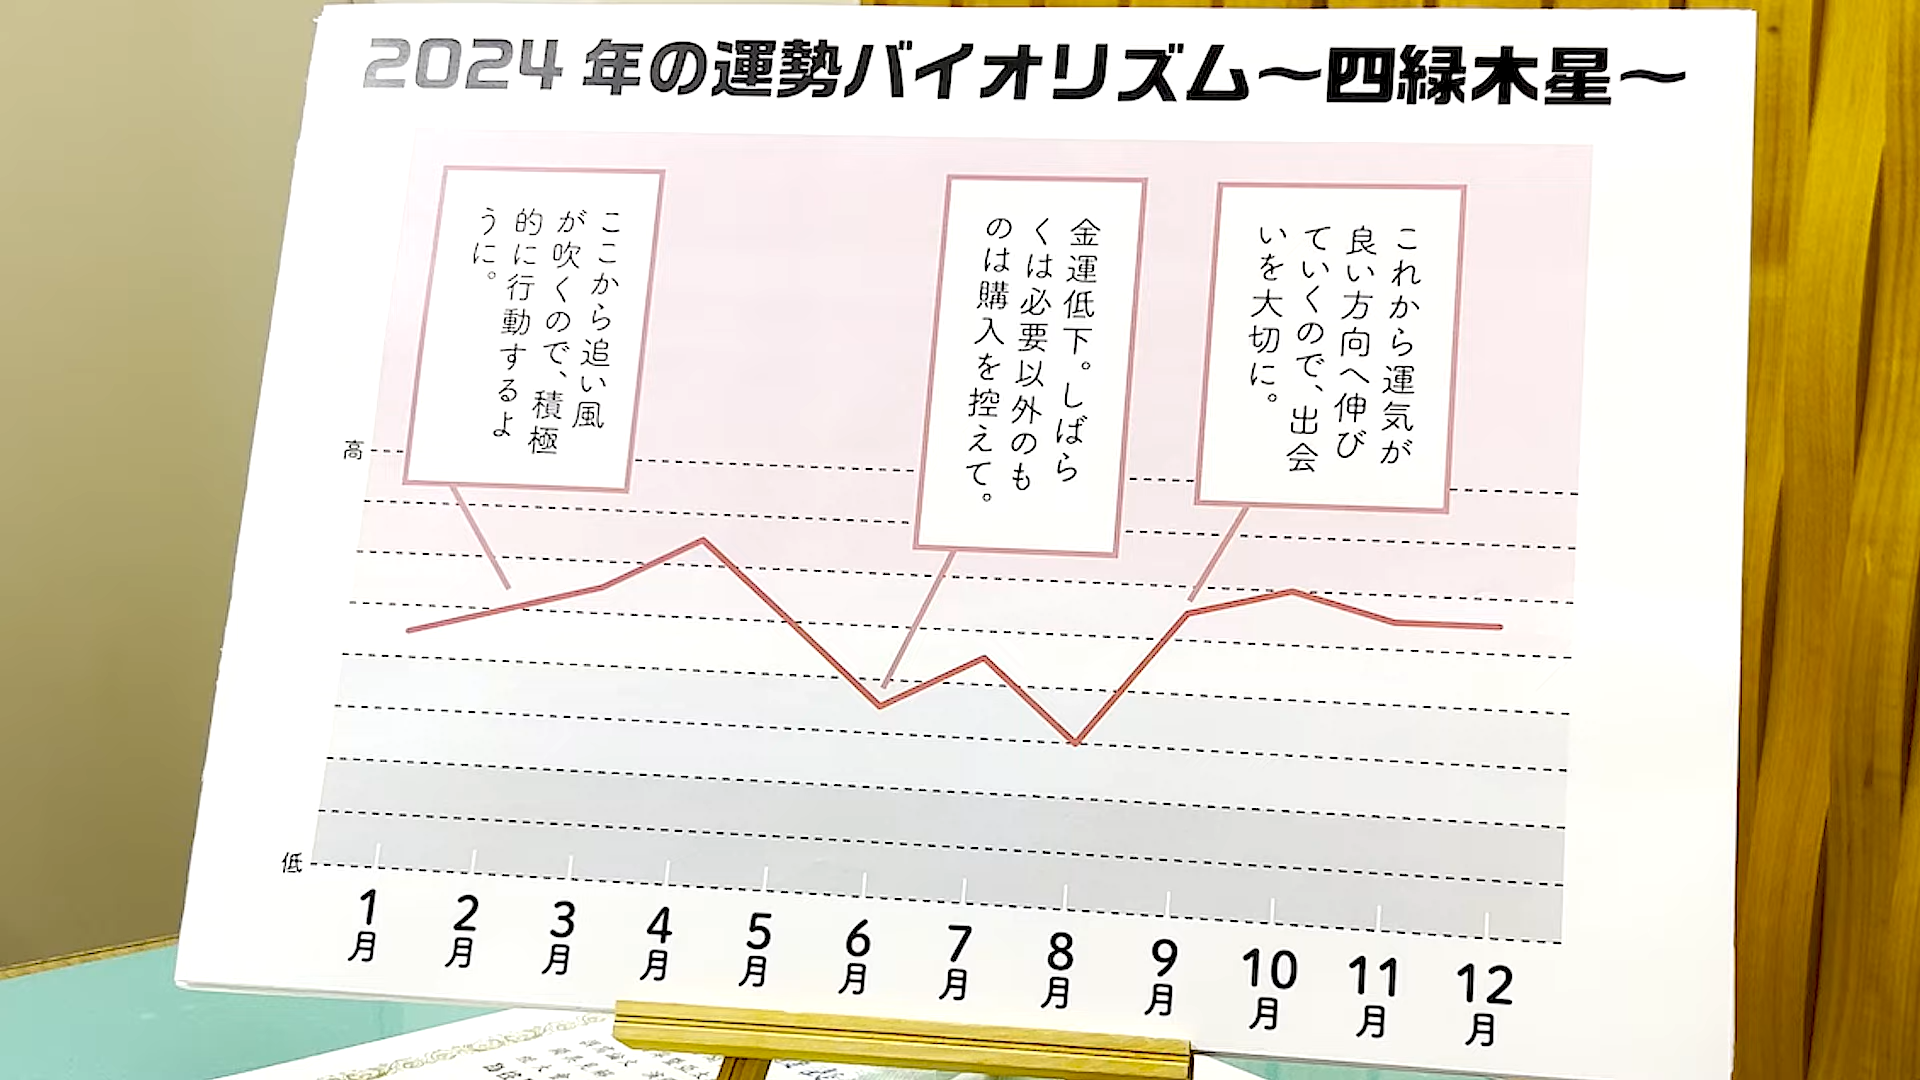 2024年の運勢バイオリズム〜四緑木星〜
ここから追い風
が吹くので、積極
的に行動するよ
うに。
金運低下。しばら
くは必要以外のも
のは購入を控えて。
これから運気が
良い方向へ伸び
ていくので、出会
いを大切に。
高
低
1月
2月
3月
4月
5月
6月
7月
8月
9月
10月
11月
12月